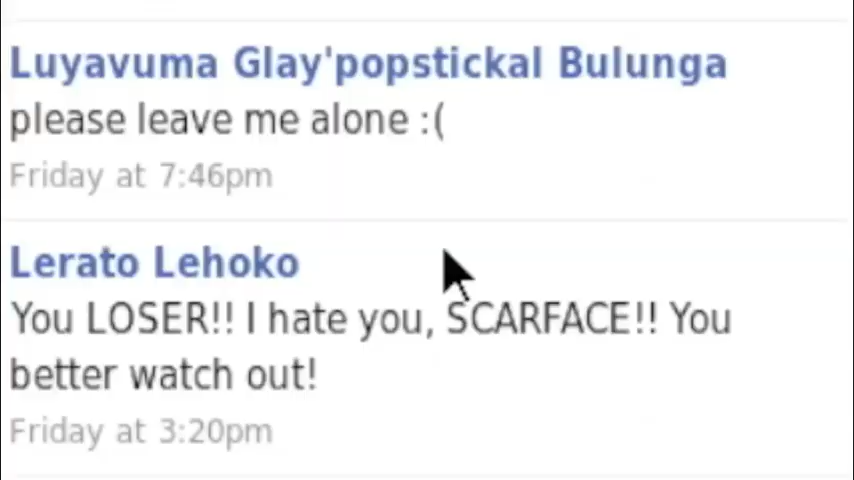 Luyavuma Glay'popstickal Bulunga
please leave me alone :(
Friday at 7:46pm
Lerato Lehoko
You LOSER!! I hate you, SCARFACE!! You
better watch out!
Friday at 3:20pm